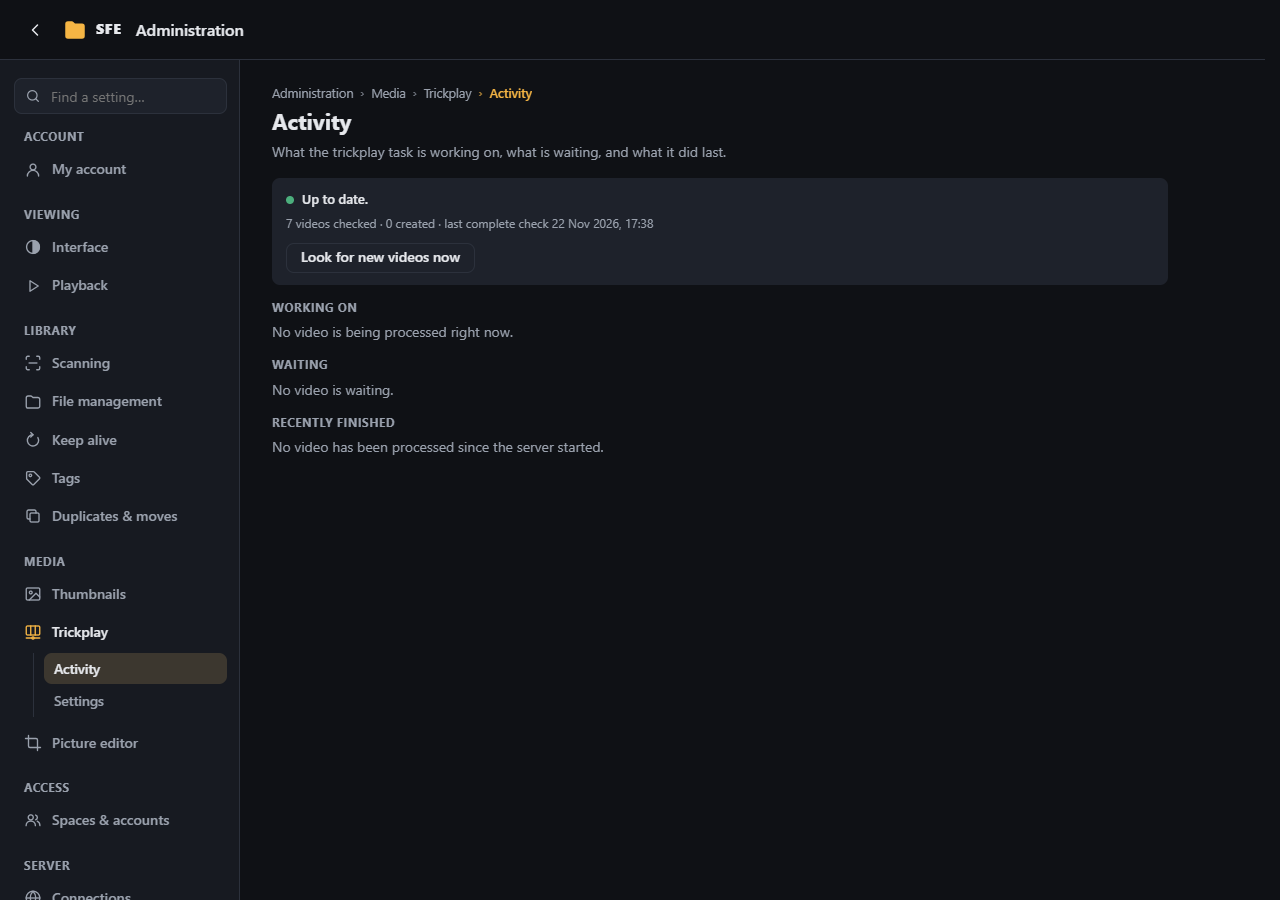 SFE Administration
Find a setting...
ACCOUNT
My account
VIEWING
Interface
Playback
LIBRARY
Scanning
File management
Keep alive
Tags
Duplicates & moves
MEDIA
Thumbnails
Trickplay
Activity
Settings
Picture editor
ACCESS
Spaces & accounts
SERVER
Connections
Administration › Media › Trickplay › Activity
Activity
What the trickplay task is working on, what is waiting, and what it did last.
Up to date.
7 videos checked · 0 created · last complete check 22 Nov 2026, 17:38
Look for new videos now
WORKING ON
No video is being processed right now.
WAITING
No video is waiting.
RECENTLY FINISHED
No video has been processed since the server started.